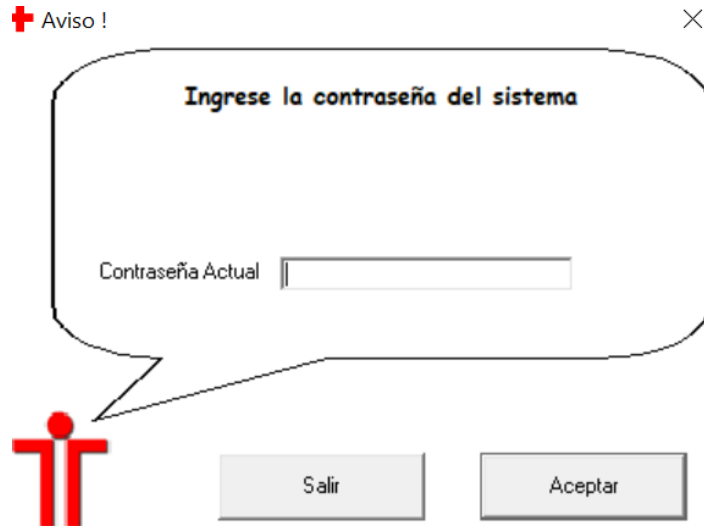 Aviso !
Ingrese la contraseña del sistema
Contraseña Actual
Salir
Aceptar